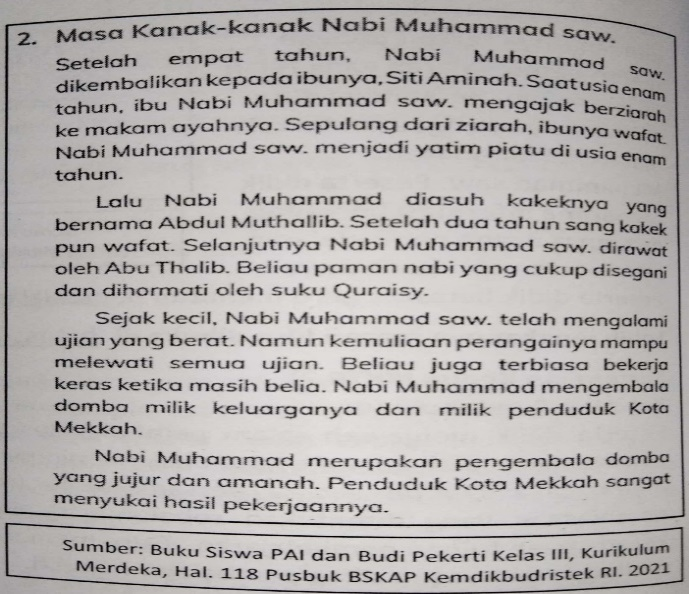 2. Masa Kanak-kanak Nabi Muhammad saw.
Setelah empat tahun, Nabi Muhammad saw.
dikembalikan kepada ibunya, Siti Aminah. Saat usia enam
tahun, ibu Nabi Muhammad saw. mengajak berziarah
ke makam ayahnya. Sepulang dari ziarah, ibunya wafat.
Nabi Muhammad saw. menjadi yatim piatu di usia enam
tahun.
Lalu Nabi Muhammad diasuh kakeknya yang
bernama Abdul Muthallib. Setelah dua tahun sang kakek
pun wafat. Selanjutnya Nabi Muhammad saw. dirawat
oleh Abu Thalib. Beliau paman nabi yang cukup disegani
dan dihormati oleh suku Quraisy.
Sejak kecil, Nabi Muhammad saw. telah mengalami
ujian yang berat. Namun kemuliaan perangainya mampu
melewati semua ujian. Beliau juga terbiasa bekerja
keras ketika masih belia. Nabi Muhammad mengembala
domba milik keluarganya dan milik penduduk Kota
Mekkah.
Nabi Muhammad merupakan pengembala domba
yang jujur dan amanah. Penduduk Kota Mekkah sangat
menyukai hasil pekerjaannya.
Sumber: Buku Siswa PAI dan Budi Pekerti Kelas III, Kurikulum
Merdeka, Hal. 118 Pusbuk BSKAP Kemdikbudristek RI. 2021